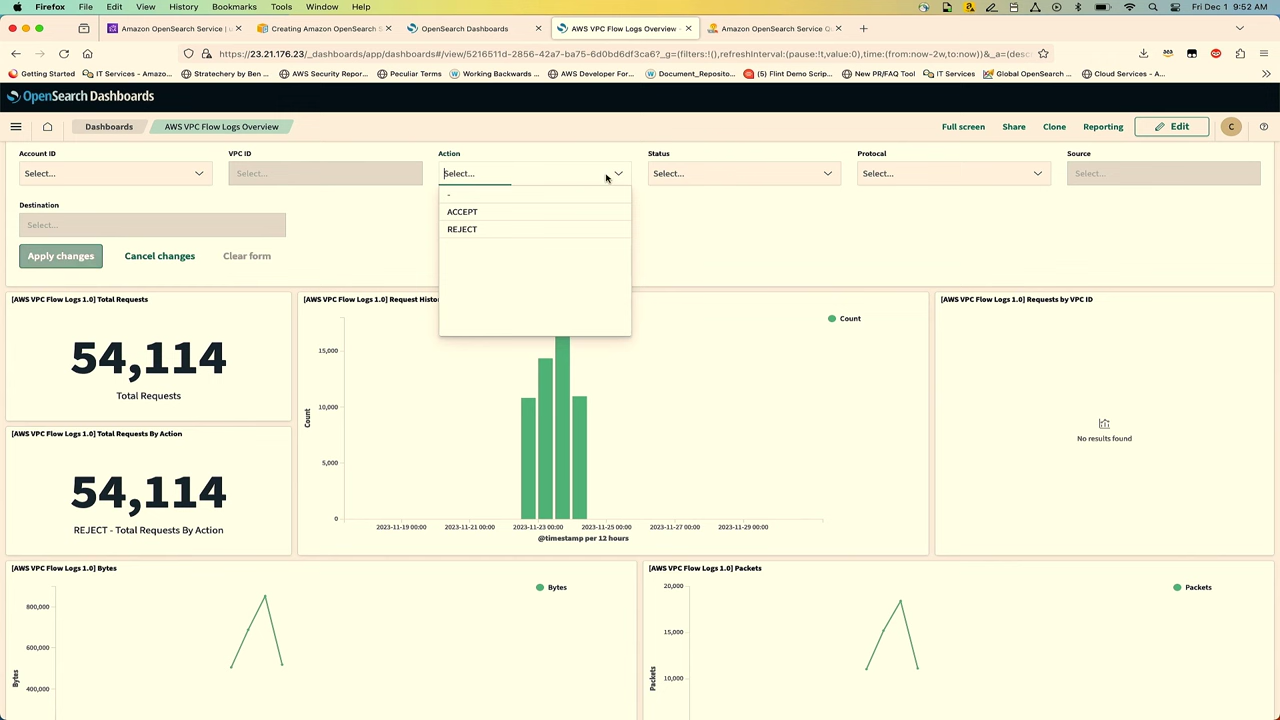 Firefox File Edit View History Bookmarks Tools Window Help
Fri Dec 1 9:52 AM
Amazon OpenSearch Service | u
Creating Amazon OpenSearch S
OpenSearch Dashboards
AWS VPC Flow Logs Overview -
Amazon OpenSearch Service Q
https://23.21.176.23/_dashboards/app/dashboards#/view/5216511d-2856-42a7-ba75-6d0bd6df3ca6?_g=(filters:!(),refreshInterval:(pause:!t,value:0),time:(from:now-2w,to:now))&_a=(desc
Getting Started
IT Services - Amazo...
Stratechery by Ben ...
AWS Security Repor...
Peculiar Terms
Working Backwards ...
AWS Developer For...
Document_Reposito...
(5) Flint Demo Scrip...
New PR/FAQ Tool
IT Services
Global OpenSearch ...
Cloud Services - A...
OpenSearch Dashboards
Dashboards
AWS VPC Flow Logs Overview
Full screen Share Clone Reporting Edit C
Account ID VPC ID Action Status Protocal Source
Select... Select... Select... Select... Select... Select...
-
ACCEPT
REJECT
Destination
Select...
Apply changes Cancel changes Clear form
[AWS VPC Flow Logs 1.0] Total Requests
54,114
Total Requests
[AWS VPC Flow Logs 1.0] Total Requests By Action
54,114
REJECT - Total Requests By Action
[AWS VPC Flow Logs 1.0] Request Histo
Count
15,000
10,000
5,000
0
Count
2023-11-19 00:00 2023-11-21 00:00 2023-11-23 00:00 2023-11-25 00:00 2023-11-27 00:00 2023-11-29 00:00
@timestamp per 12 hours
[AWS VPC Flow Logs 1.0] Requests by VPC ID
No results found
[AWS VPC Flow Logs 1.0] Bytes
Bytes
800,000
600,000
400,000
Bytes
[AWS VPC Flow Logs 1.0] Packets
Packets
20,000
15,000
10,000
Packets